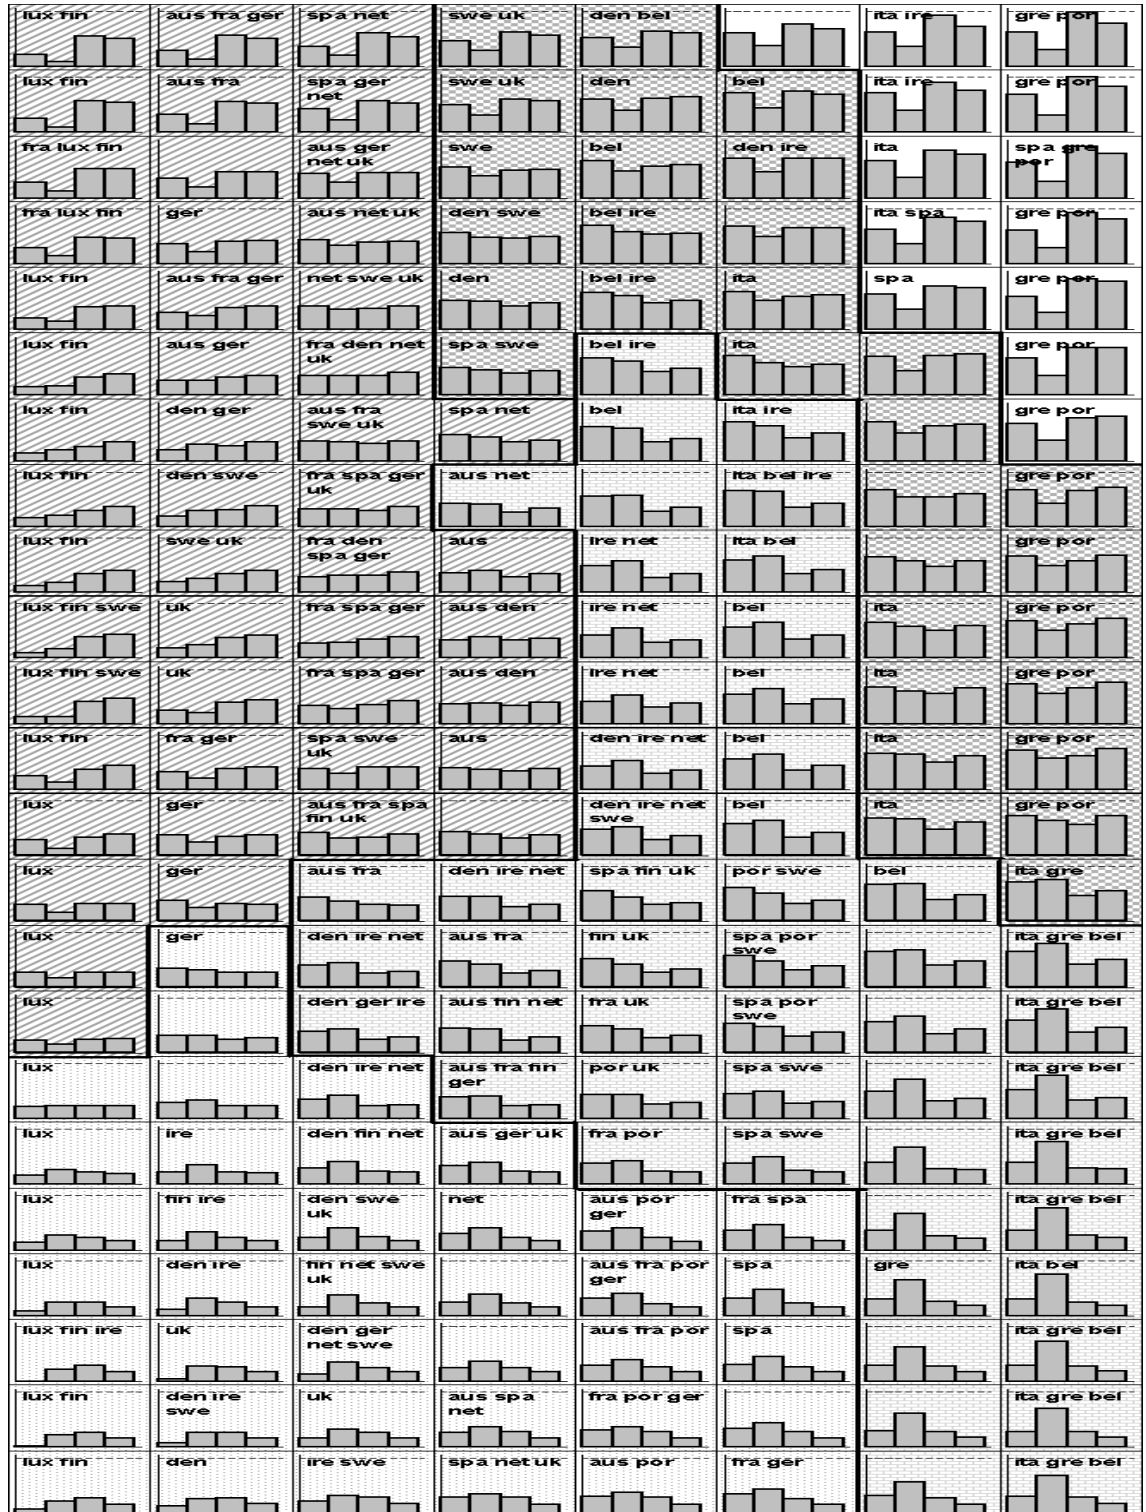 lux fin
aus fra ger
spa net
swe uk
den bel
ita ire
gre por
lux fin
aus fra
spa ger
net
swe uk
den
bel
ita ire
gre por
fra lux fin
aus ger
net uk
swe
bel
den ire
ita
spa gre
por
fra lux fin
ger
aus net uk
den swe
bel ire
ita spa
gre por
lux fin
aus fra ger
net swe uk
den
bel ire
ita
spa
gre por
lux fin
aus ger
fra den net
uk
spa swe
bel ire
ita
gre por
lux fin
den ger
aus fra
swe uk
spa net
bel
ita ire
gre por
lux fin
den swe
fra spa ger
uk
aus net
ita bel ire
gre por
lux fin
swe uk
fra den
spa ger
aus
ire net
ita bel
gre por
lux fin swe
uk
fra spa ger
aus den
ire net
bel
ita
gre por
lux fin swe
uk
fra spa ger
aus den
ire net
bel
ita
gre por
lux fin
fra ger
spa swe
uk
aus
den ire net
bel
ita
gre por
lux
ger
aus fra spa
fin uk
den ire net
swe
bel
ita
gre por
lux
ger
aus fra
den ire net
spa fin uk
por swe
bel
ita gre
lux
ger
den ire net
aus fra
fin uk
spa por
swe
ita gre bel
lux
den ger ire
aus fin net
fra uk
spa por
swe
ita gre bel
lux
den ire net
aus fra fin
ger
por uk
spa swe
ita gre bel
lux
ire
den fin net
aus ger uk
fra por
spa swe
ita gre bel
lux
fin ire
den swe
uk
net
aus por
ger
fra spa
ita gre bel
lux
den ire
fin net swe
uk
aus fra por
ger
spa
gre
ita bel
lux fin ire
uk
den ger
net swe
aus fra por
spa
ita gre bel
lux fin
den ire
swe
uk
aus spa
net
fra por ger
ita gre bel
lux fin
den
ire swe
spa net uk
aus por
fra ger
ita gre bel